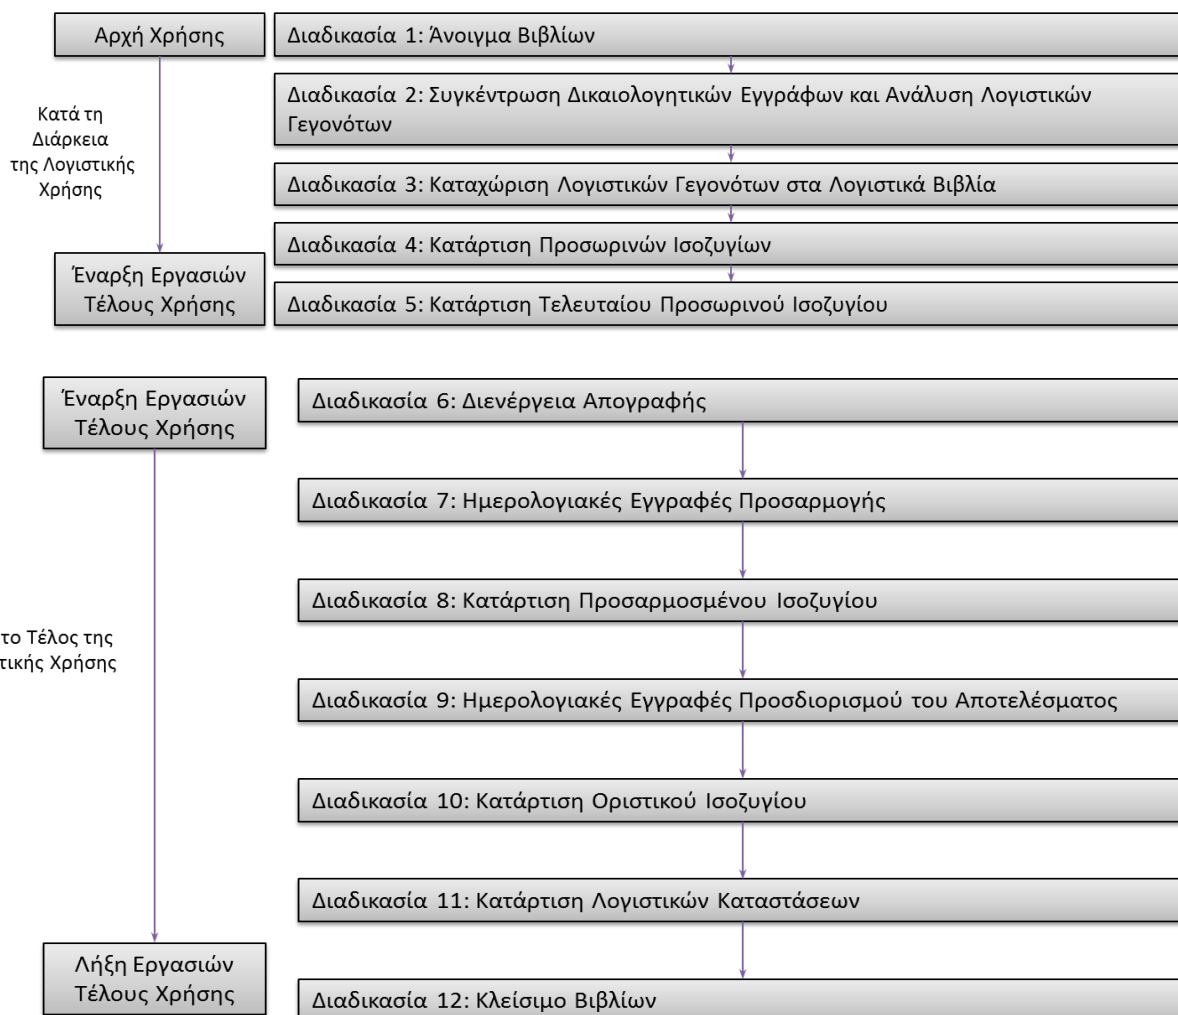 Αρχή Χρήσης
Διαδικασία 1: Άνοιγμα Βιβλίων
Κατά τη
Διάρκεια
της Λογιστικής
Χρήσης
Διαδικασία 2: Συγκέντρωση Δικαιολογητικών Εγγράφων και Ανάλυση Λογιστικών
Γεγονότων
Διαδικασία 3: Καταχώριση Λογιστικών Γεγονότων στα Λογιστικά Βιβλία
Διαδικασία 4: Κατάρτιση Προσωρινών Ισοζυγίων
Έναρξη Εργασιών
Τέλους Χρήσης
Διαδικασία 5: Κατάρτιση Τελευταίου Προσωρινού Ισοζυγίου
Έναρξη Εργασιών
Τέλους Χρήσης
Διαδικασία 6: Διενέργεια Απογραφής
Διαδικασία 7: Ημερολογιακές Εγγραφές Προσαρμογής
Διαδικασία 8: Κατάρτιση Προσαρμοσμένου Ισοζυγίου
το Τέλος της
τικής Χρήσης
Διαδικασία 9: Ημερολογιακές Εγγραφές Προσδιορισμού του Αποτελέσματος
Διαδικασία 10: Κατάρτιση Οριστικού Ισοζυγίου
Διαδικασία 11: Κατάρτιση Λογιστικών Καταστάσεων
Λήξη Εργασιών
Τέλους Χρήσης
Διαδικασία 12: Κλείσιμο Βιβλίων